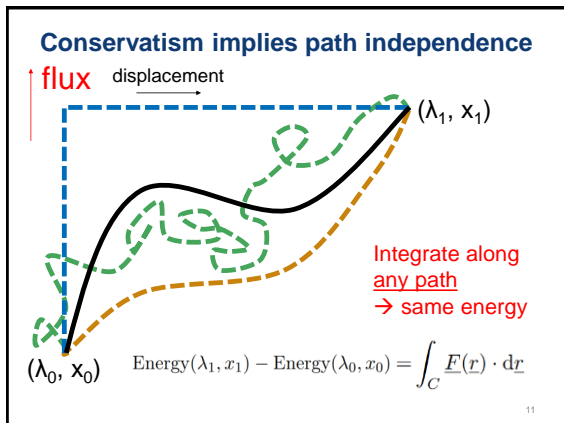 Conservatism implies path independence
flux
displacement
(λ₁, x₁)
Integrate along
any path
→ same energy
(λ₀, x₀)
Energy(λ₁, x₁) − Energy(λ₀, x₀) = ∫_C F(r) · dr
11